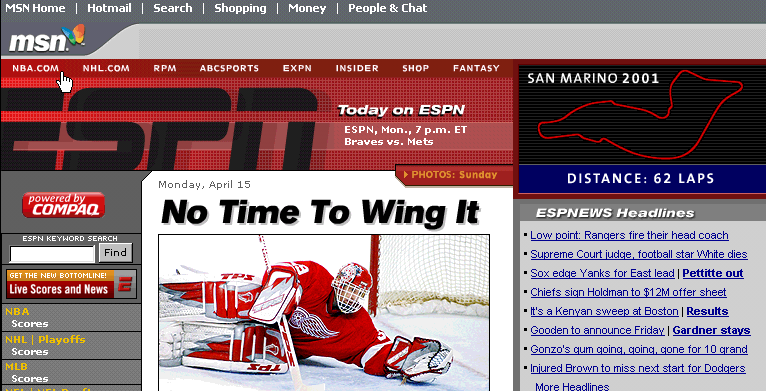 MSN Home | Hotmail | Search | Shopping | Money | People & Chat
msn
NBA.COM NHL.COM RPM ABCSPORTS EXPN INSIDER SHOP FANTASY
ESPN
Today on ESPN
ESPN, Mon., 7 p.m. ET
Braves vs. Mets
PHOTOS: Sunday
SAN MARINO 2001
DISTANCE: 62 LAPS
powered by
COMPAQ
ESPN KEYWORD SEARCH
Find
GET THE NEW BOTTOMLINE!
Live Scores and News
NBA
Scores
NHL | Playoffs
Scores
MLB
Scores
Monday, April 15
No Time To Wing It
TPS
TPS
ESPNEWS Headlines
Low point: Rangers fire their head coach
Supreme Court judge, football star White dies
Sox edge Yanks for East lead | Pettitte out
Chiefs sign Holdman to $12M offer sheet
It's a Kenyan sweep at Boston | Results
Gooden to announce Friday | Gardner stays
Gonzo's gum going, going, gone for 10 grand
Injured Brown to miss next start for Dodgers
More Headlines